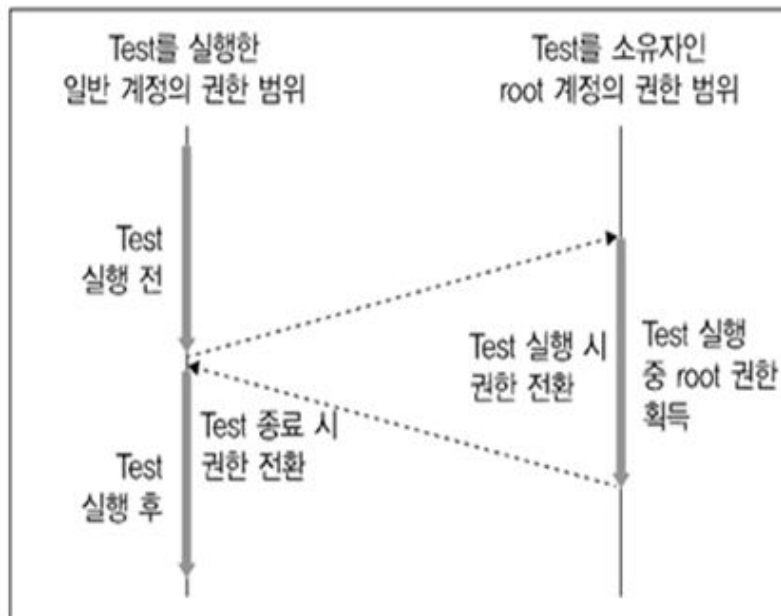 Test를 실행한
일반 계정의 권한 범위
Test를 소유자인
root 계정의 권한 범위
Test
실행 전
Test 실행 시
권한 전환
Test 실행
중 root 권한
획득
Test 종료 시
권한 전환
Test
실행 후